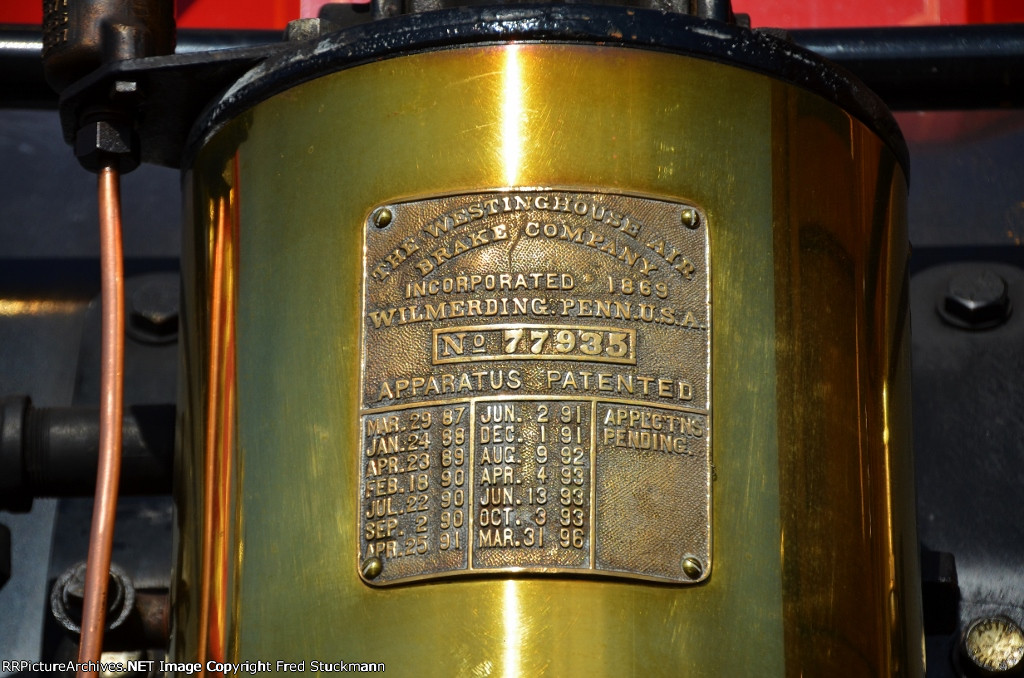 THE WESTINGHOUSE AIR
BRAKE COMPANY
INCORPORATED 1869
WILMERDING. PENN. U.S.A.
No 77935
APPARATUS PATENTED
MAR. 29 87
JAN. 24 88
APR. 23 89
FEB. 18 90
JUL. 22 90
SEP. 2 90
APR. 25 91
JUN. 2 91
DEC. 1 91
AUG. 9 92
APR. 4 93
JUN. 13 93
OCT. 3 93
MAR. 31 96
APPLCTNS
PENDING.
RRPictureArchives.NET Image Copyright Fred Stuckmann